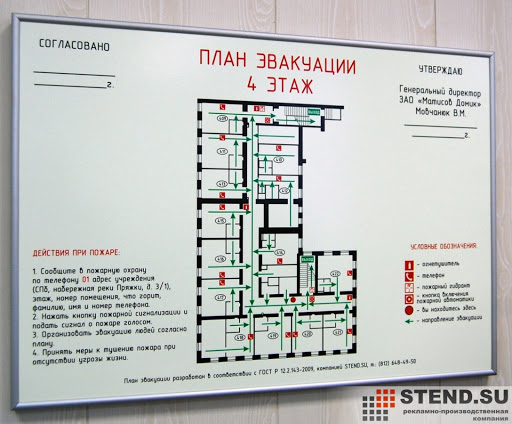 СОГЛАСОВАНО
2.
ПЛАН ЭВАКУАЦИИ
4 ЭТАЖ
УТВЕРЖДАЮ
Генеральный директор
ЗАО «Матисов Домик»
Мовчанюк В.М.
2.
ДЕЙСТВИЯ ПРИ ПОЖАРЕ:
1. Сообщите в пожарную охрану
по телефону 01 адрес учреждения
(СПб, набережная реки Пряжки, д. 3/1),
этаж, номер помещения, что горит,
фамилию, имя и номер телефона.
2. Нажать кнопку пожарной сигнализации и
подать сигнал о пожаре голосом.
3. Организовать эвакуацию людей согласно
плану.
4. Принять меры к тушению пожара при
отсутствии угрозы жизни.
УСЛОВНЫЕ ОБОЗНАЧЕНИЯ:
- огнетушитель
- телефон
- пожарный гидрант
- кнопка включения
пожарной автоматики
- вы находитесь здесь
- направление эвакуации
План эвакуации разработан в соответствии с ГОСТ Р 12.2.143-2009, компанией STEND.SU, т.: (812) 648-49-50
STEND.SU
рекламно-производственная
компания